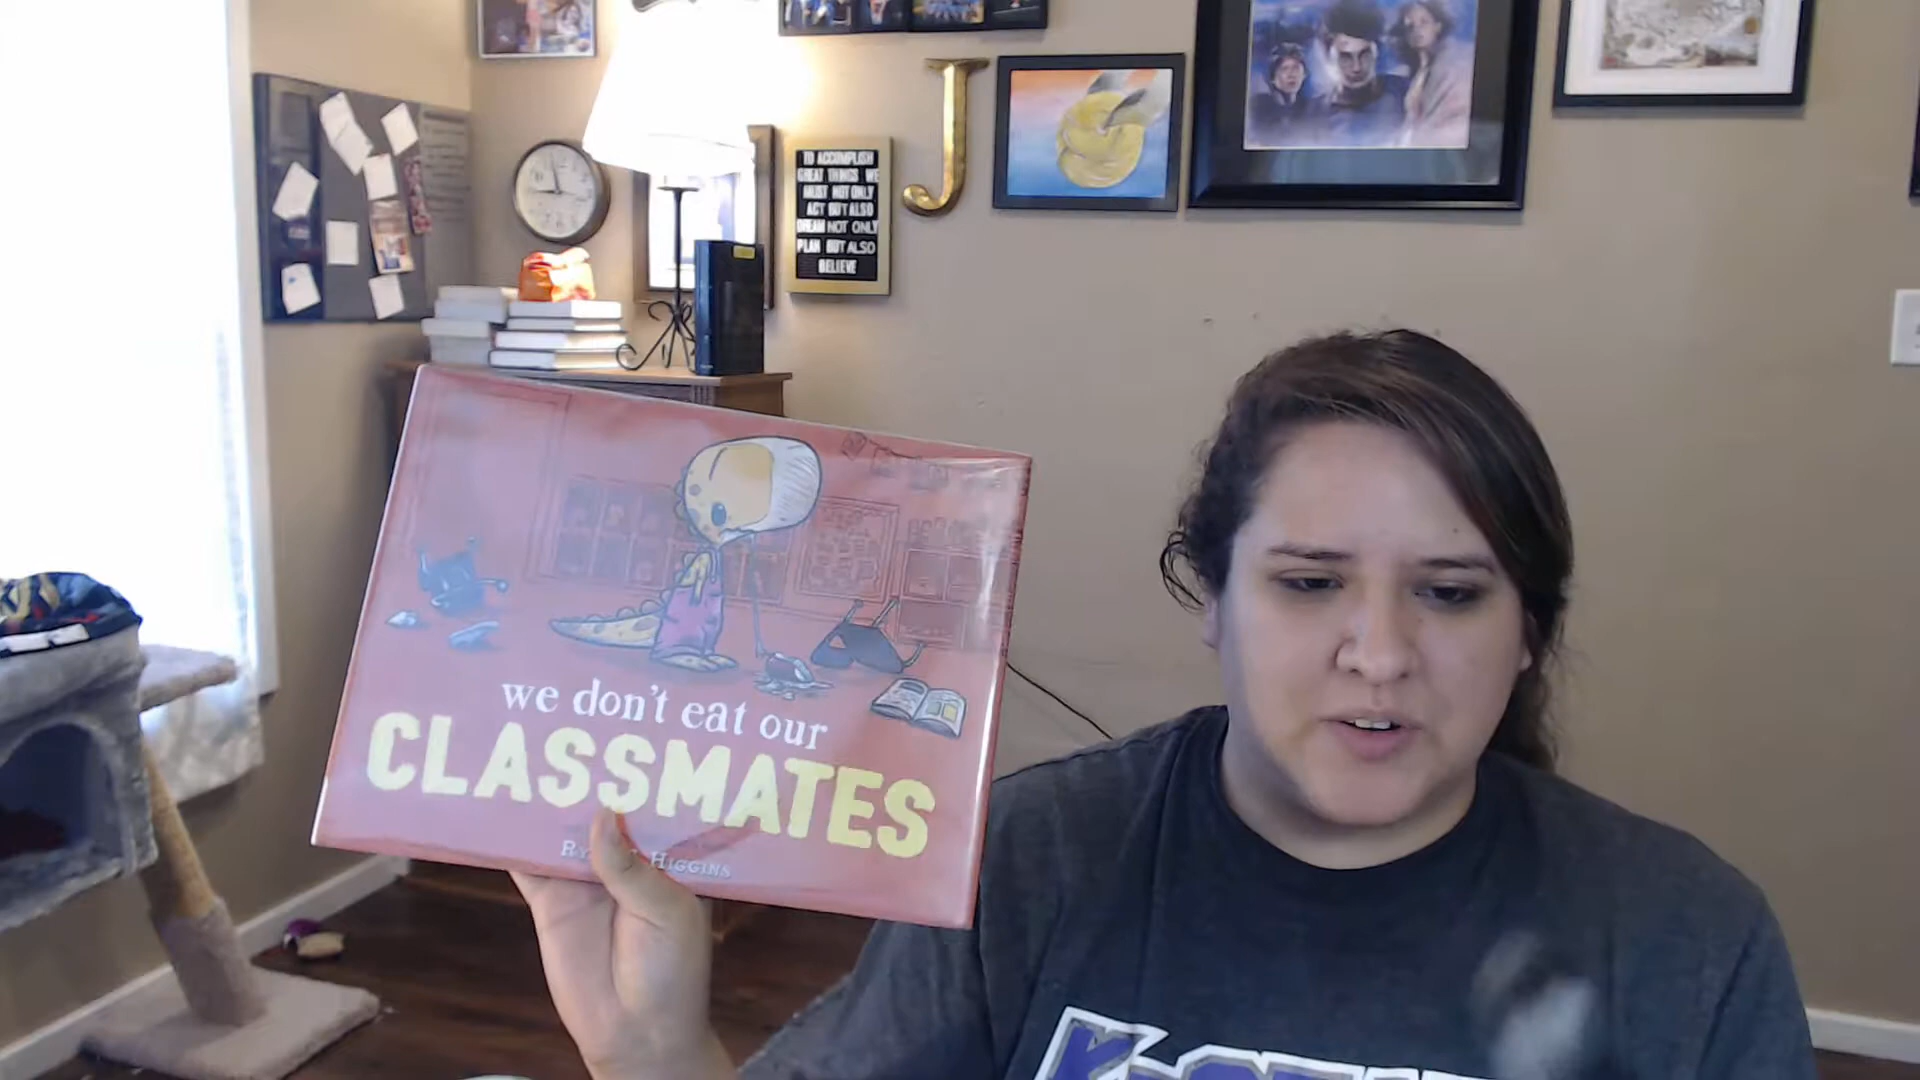 TO ACCOMPLISH
GREAT THINGS WE
MUST NOT ONLY
ACT BUT ALSO
DREAM NOT ONLY
PLAN BUT ALSO
BELIEVE
J
we don't eat our
CLASSMATES
HIGGINS